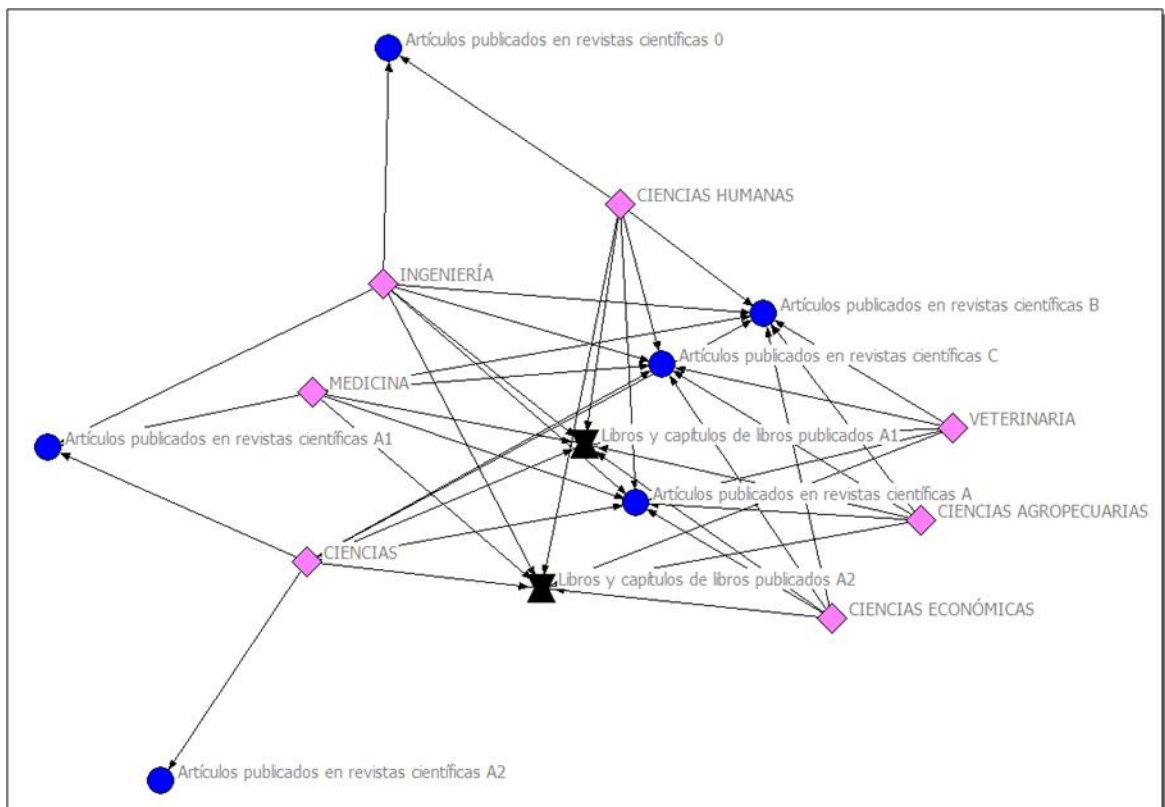 Artículos publicados en revistas científicas 0
CIENCIAS HUMANAS
INGENIERÍA
Artículos publicados en revistas científicas B
Artículos publicados en revistas científicas C
MEDICINA
VETERINARIA
Artículos publicados en revistas científicas A1
Libros y capítulos de libros publicados A1
Artículos publicados en revistas científicas A
CIENCIAS AGROPECUARIAS
CIENCIAS
Libros y capítulos de libros publicados A2
CIENCIAS ECONÓMICAS
Artículos publicados en revistas científicas A2